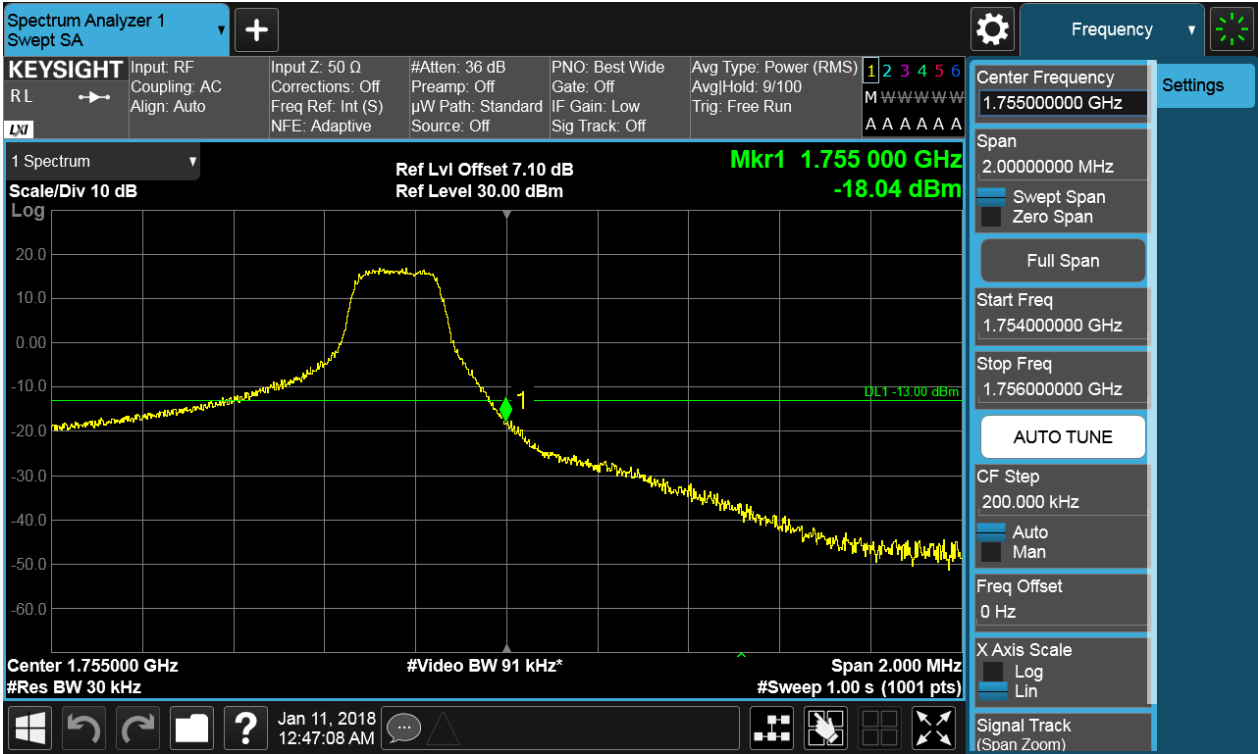 Spectrum Analyzer 1
Swept SA
Frequency
KEYSIGHT
R L
LXI
Input: RF
Coupling: AC
Align: Auto
Input Z: 50 Ω
Corrections: Off
Freq Ref: Int (S)
NFE: Adaptive
#Atten: 36 dB
Preamp: Off
µW Path: Standard
Source: Off
PNO: Best Wide
Gate: Off
IF Gain: Low
Sig Track: Off
Avg Type: Power (RMS)
Avg|Hold: 9/100
Trig: Free Run
1 2 3 4 5 6
M W W W W W
A A A A A A
1 Spectrum
Scale/Div 10 dB
Log
Ref Lvl Offset 7.10 dB
Ref Level 30.00 dBm
Mkr1 1.755 000 GHz
-18.04 dBm
20.0
10.0
0.00
-10.0
-20.0
-30.0
-40.0
-50.0
-60.0
DL1 -13.00 dBm
1
Center 1.755000 GHz
#Res BW 30 kHz
#Video BW 91 kHz*
Span 2.000 MHz
#Sweep 1.00 s (1001 pts)
?
Jan 11, 2018
12:47:08 AM
Center Frequency
1.755000000 GHz
Span
2.00000000 MHz
Swept Span
Zero Span
Full Span
Start Freq
1.754000000 GHz
Stop Freq
1.756000000 GHz
AUTO TUNE
CF Step
200.000 kHz
Auto
Man
Freq Offset
0 Hz
X Axis Scale
Log
Lin
Signal Track
(Span Zoom)
Settings